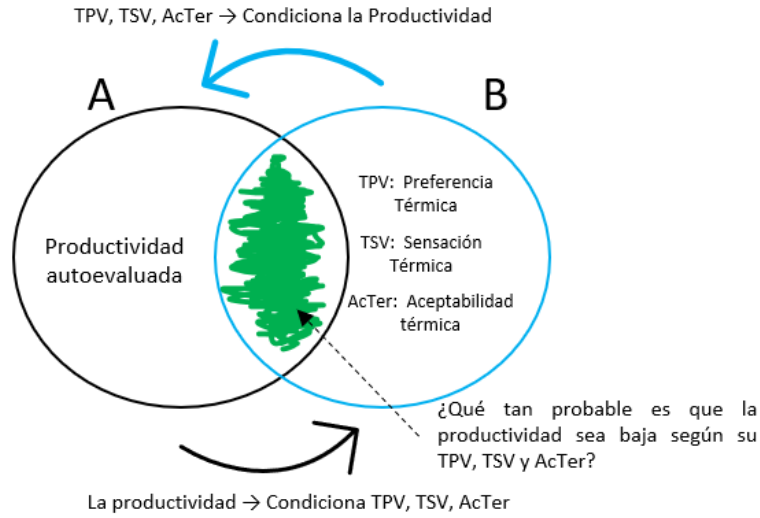 TPV, TSV, AcTer → Condiciona la Productividad
A
B
TPV: Preferencia
Térmica
Productividad
autoevaluada
TSV: Sensación
Térmica
AcTer: Aceptabilidad
térmica
¿Qué tan probable es que la
productividad sea baja según su
TPV, TSV y AcTer?
La productividad → Condiciona TPV, TSV, AcTer